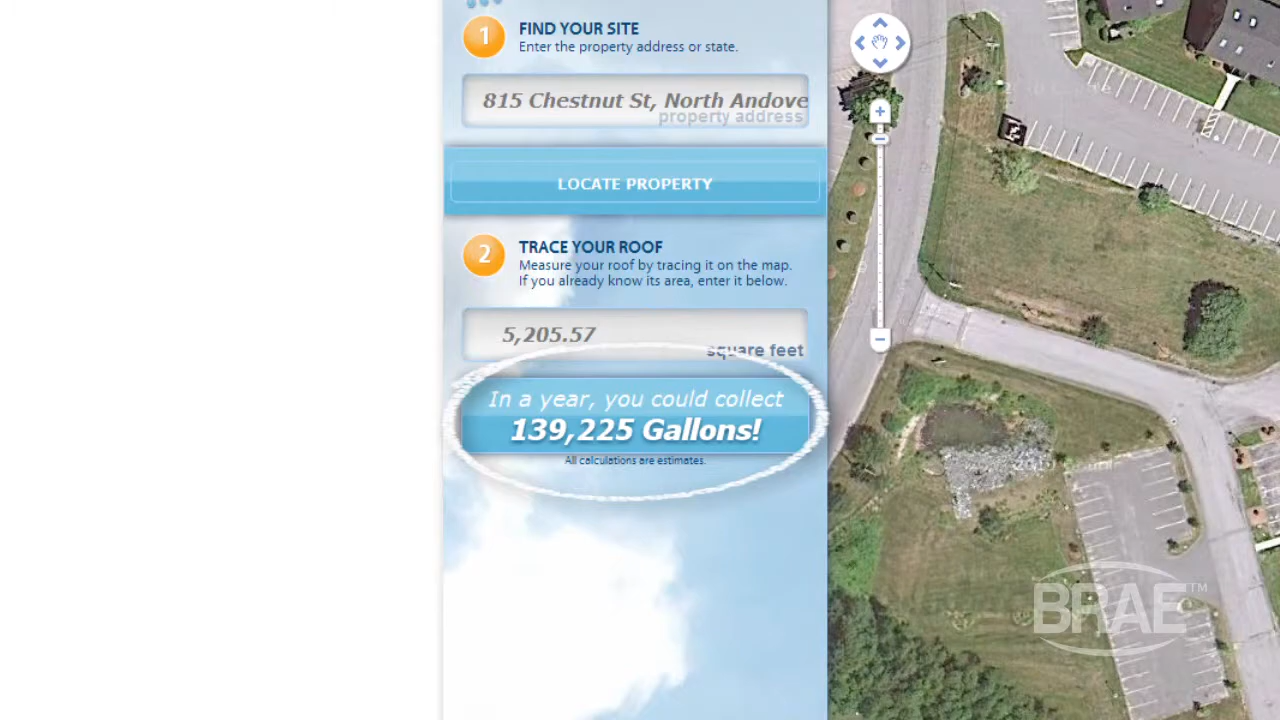 1
FIND YOUR SITE
Enter the property address or state.
815 Chestnut St, North Andove
property address
LOCATE PROPERTY
2
TRACE YOUR ROOF
Measure your roof by tracing it on the map.
If you already know its area, enter it below.
5,205.57
square feet
In a year, you could collect
139,225 Gallons!
All calculations are estimates.
BRAE™